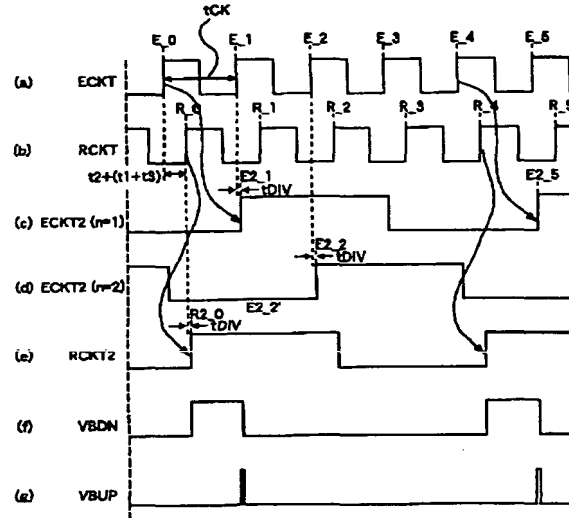 tCK
E_0 E_1 E_2 E_3 E_4 E_5
(a) ECKT
R_0 R_1 R_2 R_3 R_4 R_5
(b) RCKT
t2+(t1+t3)
E2_1 E2_5
tDIV
(c) ECKT2 (n=1)
E2_2
tDIV
(d) ECKT2 (n=2)
E2_2'
R2_0
tDIV
(e) RCKT2
(f) VBDN
(g) VBUP